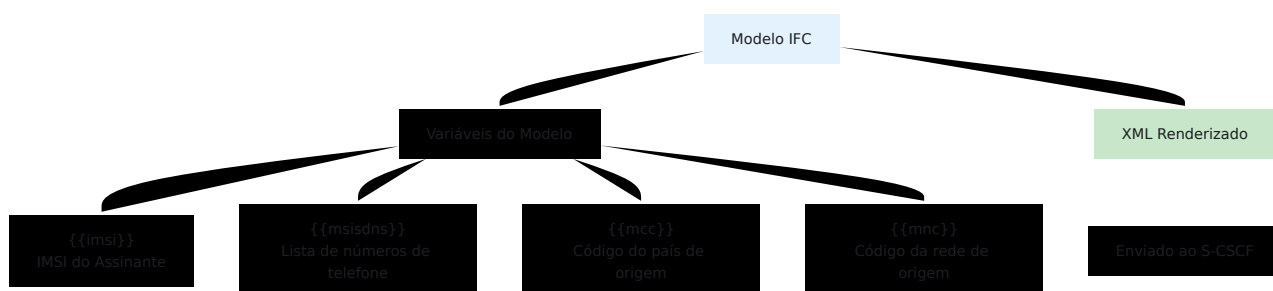 Modelo IFC
Variáveis do Modelo
XML Renderizado
{{imsi}}
IMSI do Assinante
{{msisdns}}
Lista de números de
telefone
{{mcc}}
Código do país de
origem
{{mnc}}
Código da rede de
origem
Enviado ao S-CSCF